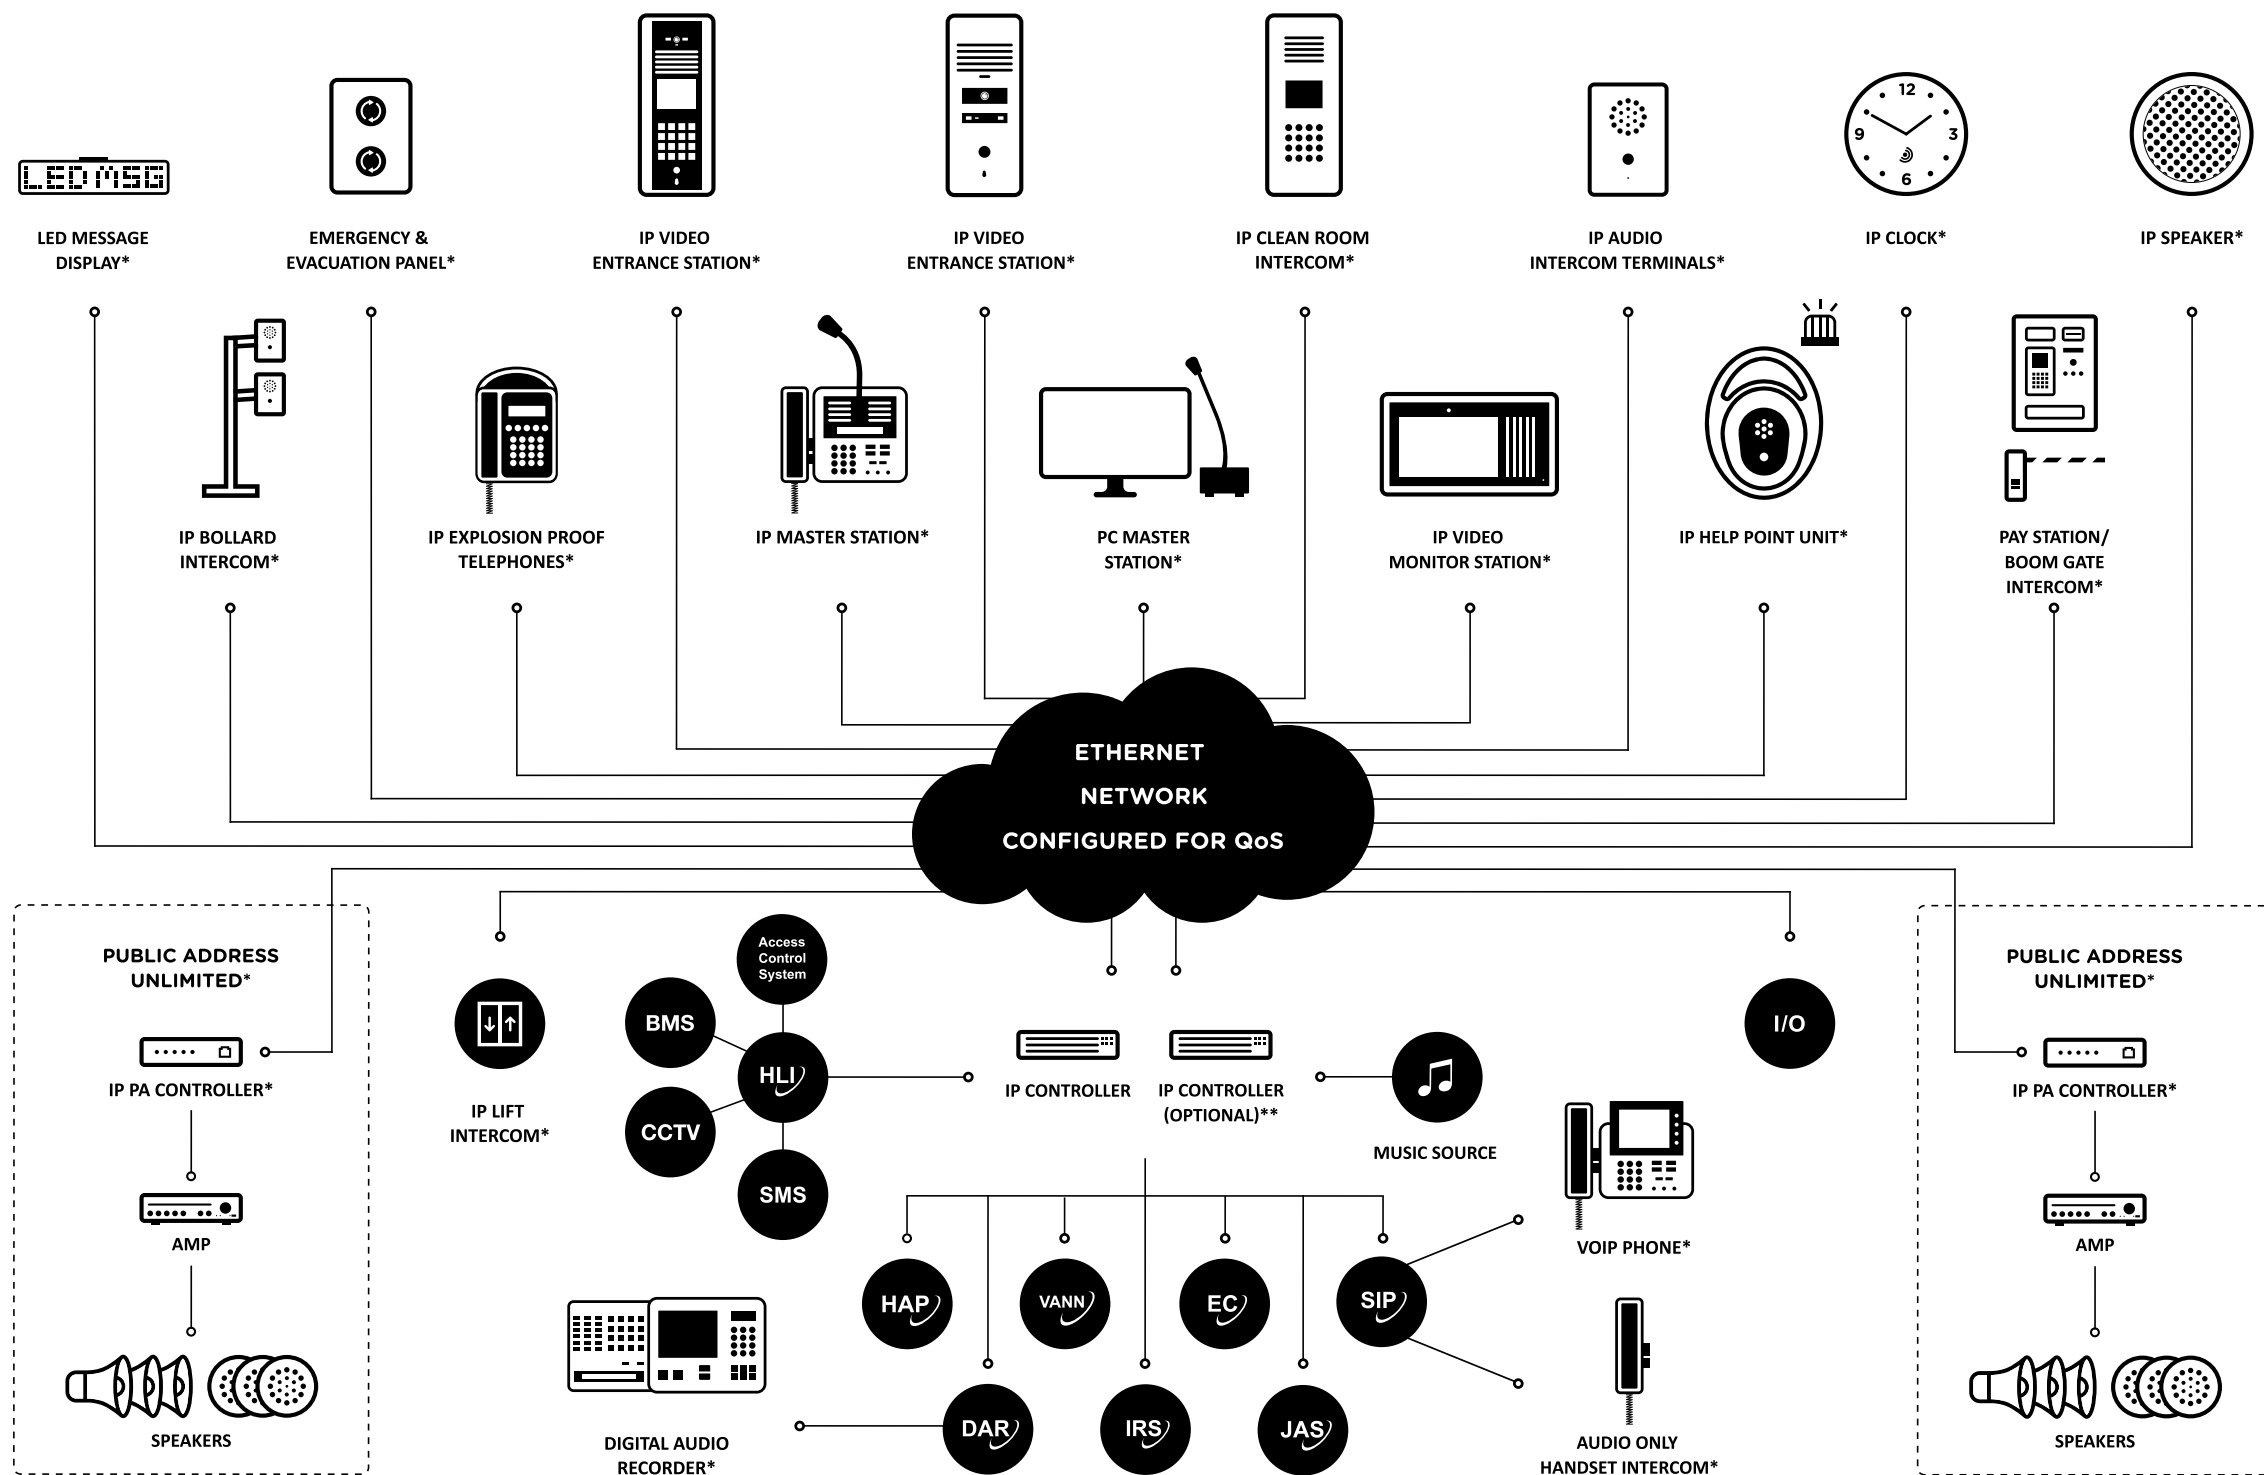 LED MSG
12
9
3
6
LED MESSAGE
DISPLAY*
EMERGENCY &
EVACUATION PANEL*
IP VIDEO
ENTRANCE STATION*
IP VIDEO
ENTRANCE STATION*
IP CLEAN ROOM
INTERCOM*
IP AUDIO
INTERCOM TERMINALS*
IP CLOCK*
IP SPEAKER*
IP BOLLARD
INTERCOM*
IP EXPLOSION PROOF
TELEPHONES*
IP MASTER STATION*
PC MASTER
STATION*
IP VIDEO
MONITOR STATION*
IP HELP POINT UNIT*
PAY STATION/
BOOM GATE
INTERCOM*
ETHERNET
NETWORK
CONFIGURED FOR QoS
PUBLIC ADDRESS
UNLIMITED*
IP PA CONTROLLER*
AMP
SPEAKERS
IP LIFT
INTERCOM*
Access
Control
System
BMS
HLI
CCTV
SMS
IP CONTROLLER
IP CONTROLLER
(OPTIONAL)**
MUSIC SOURCE
I/O
VOIP PHONE*
HAP
VANN
EC
SIP
DAR
IRS
JAS
DIGITAL AUDIO
RECORDER*
AUDIO ONLY
HANDSET INTERCOM*
PUBLIC ADDRESS
UNLIMITED*
IP PA CONTROLLER*
AMP
SPEAKERS